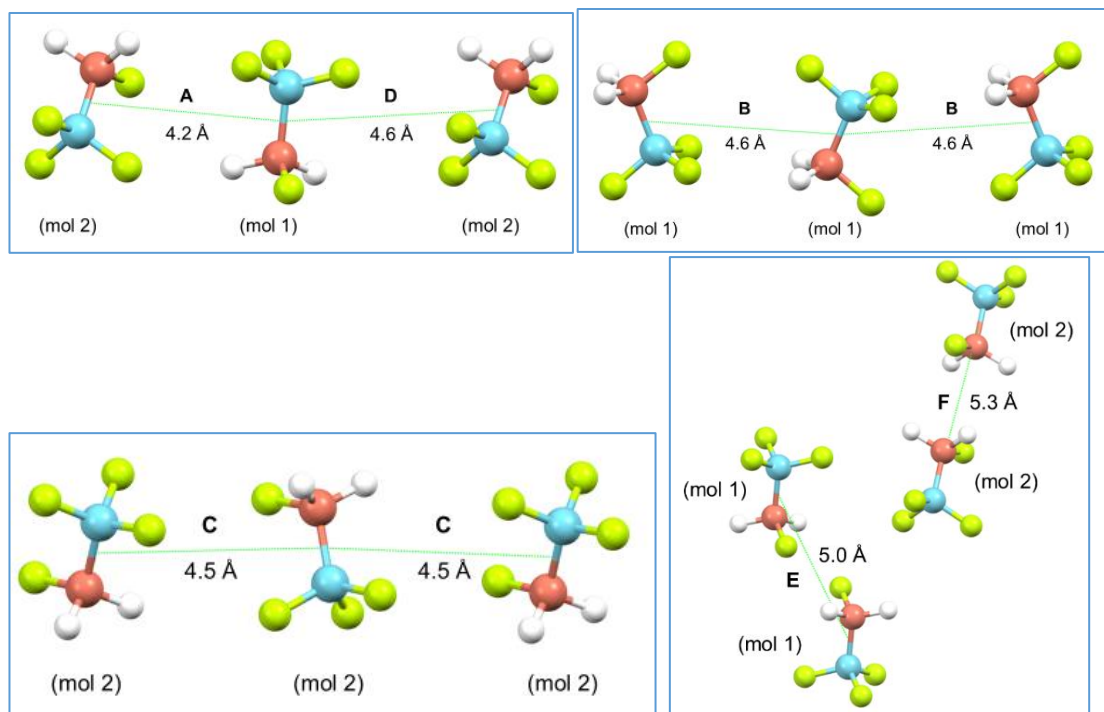 A
D
4.2 Å
4.6 Å
(mol 2)
(mol 1)
(mol 2)
B
B
4.6 Å
4.6 Å
(mol 1)
(mol 1)
(mol 1)
C
C
4.5 Å
4.5 Å
(mol 2)
(mol 2)
(mol 2)
(mol 2)
F
5.3 Å
(mol 1)
(mol 2)
5.0 Å
E
(mol 1)